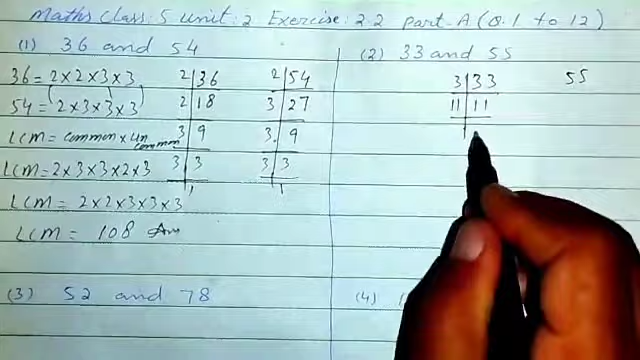 Maths Class: 5 unit: 2 Exercise: 2.2 part-A (Q.1 to 12)
(1) 36 and 54
36 = 2×2×3×3
54 = 2×3×3×3
LCM = common × Un common
LCM = 2×3×3×2×3
LCM = 2×2×3×3×3
LCM = 108 Ans
2 | 36
2 | 18
3 | 9
3 | 3
1
2 | 54
3 | 27
3 | 9
3 | 3
1
(2) 33 and 55
3 | 33
11 | 11
55
(3) 52 and 78
(4)